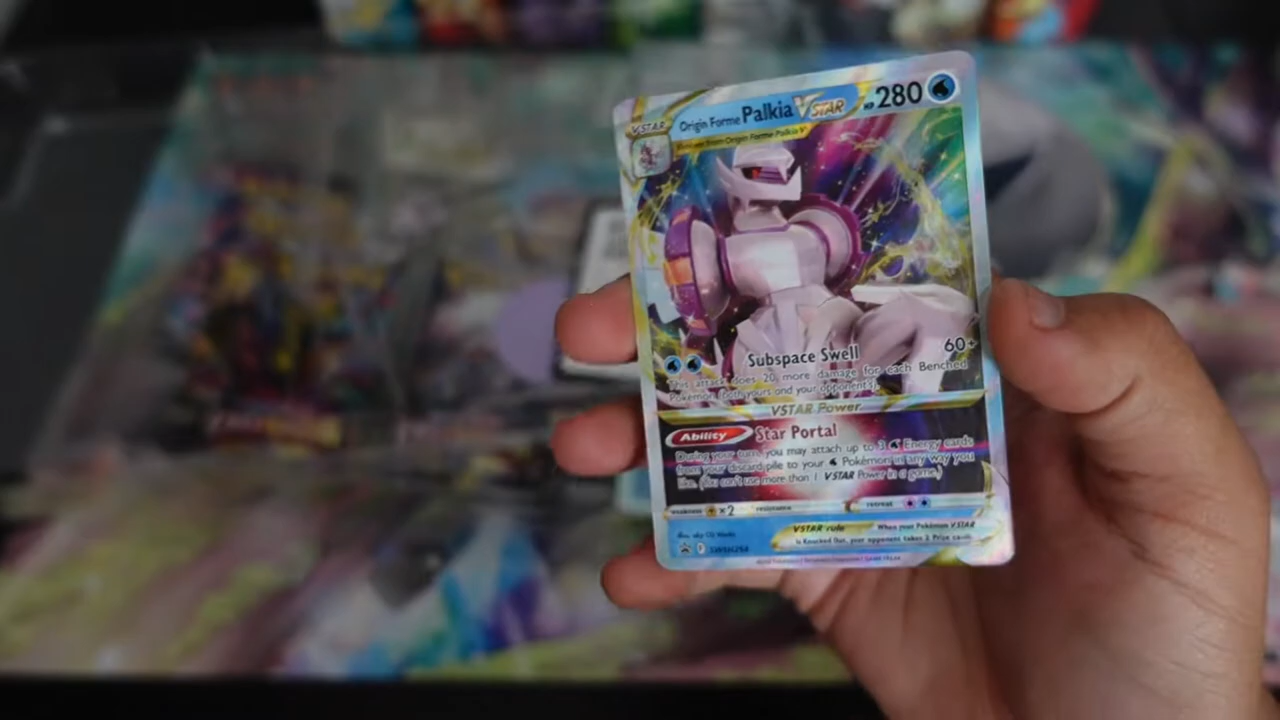 VSTAR Origin Forme Palkia VSTAR HP 280
Evolves from Origin Forme Palkia V
Subspace Swell 60+
This attack does 20 more damage for each Benched
Pokémon (both yours and your opponent's).
VSTAR Power
Ability Star Portal
During your turn, you may attach up to 3 Energy cards
from your discard pile to your Pokémon in any way you
like. (You can't use more than 1 VSTAR Power in a game.)
weakness ×2 resistance retreat
VSTAR rule When your Pokémon VSTAR
is Knocked Out, your opponent takes 2 Prize cards.
Illus.